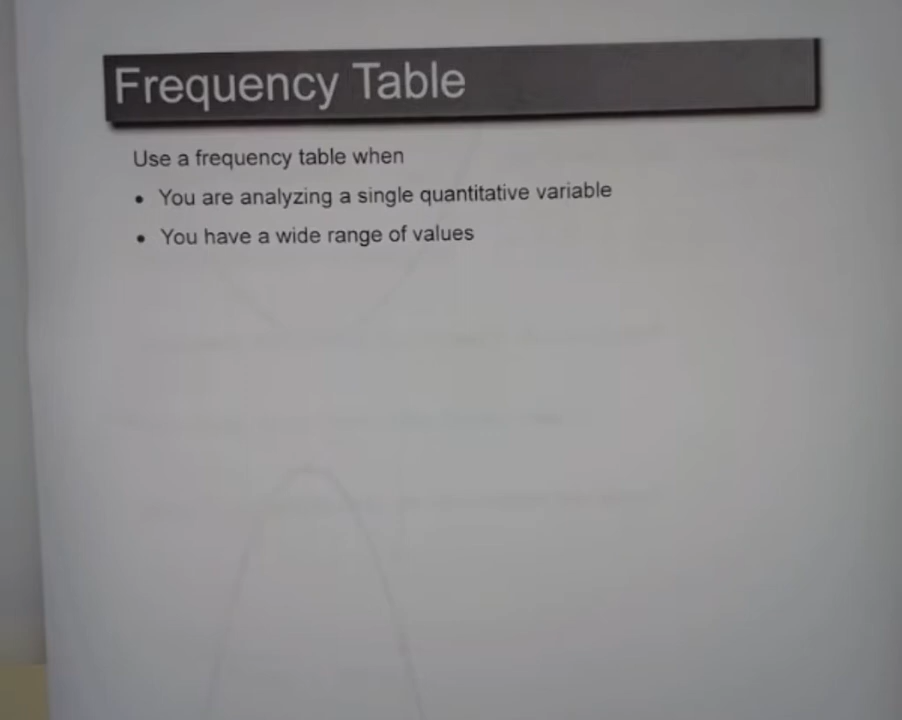 Frequency Table
Use a frequency table when
• You are analyzing a single quantitative variable
• You have a wide range of values